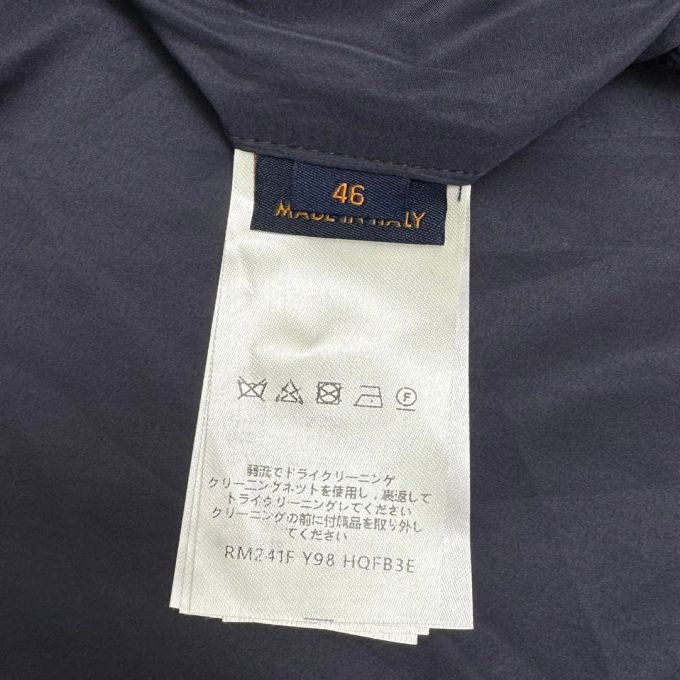 46
MADE IN ITALY
F
弱流でドライクリーニング
クリーニングネットを使用し，裏返して
トライクリーニングしてください
クリーニングの前に付属品を取り外し
てください
RM241F Y98 HQFB3E